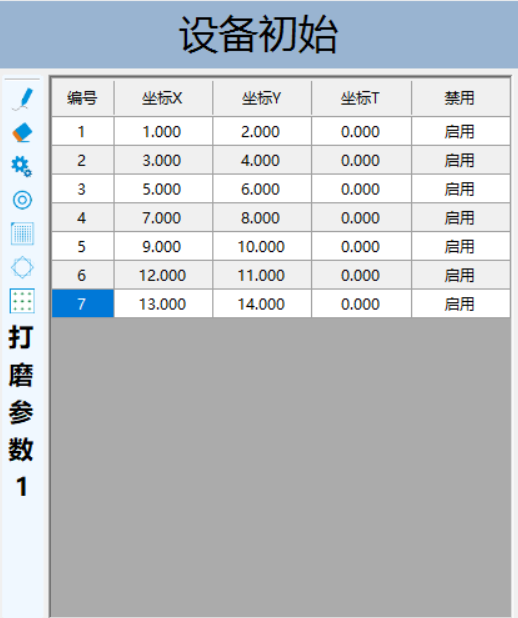 设备初始
编号 坐标X 坐标Y 坐标T 禁用
1 1.000 2.000 0.000 启用
2 3.000 4.000 0.000 启用
3 5.000 6.000 0.000 启用
4 7.000 8.000 0.000 启用
5 9.000 10.000 0.000 启用
6 12.000 11.000 0.000 启用
7 13.000 14.000 0.000 启用
打
磨
参
数
1